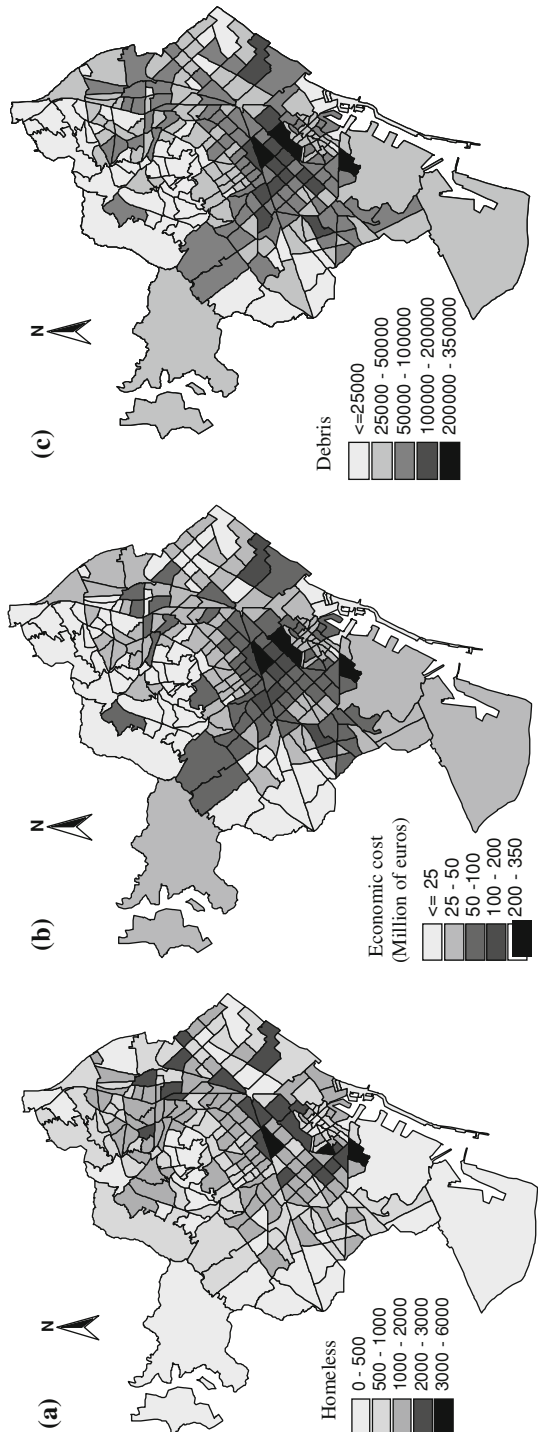 (a)
N
Homeless
0 - 500
500 - 1000
1000 - 2000
2000 - 3000
3000 - 6000
(b)
N
Economic cost
(Million of euros)
<= 25
25 - 50
50 -100
100 - 200
200 - 350
(c)
N
Debris
<=25000
25000 - 50000
50000 - 100000
100000 - 200000
200000 - 350000